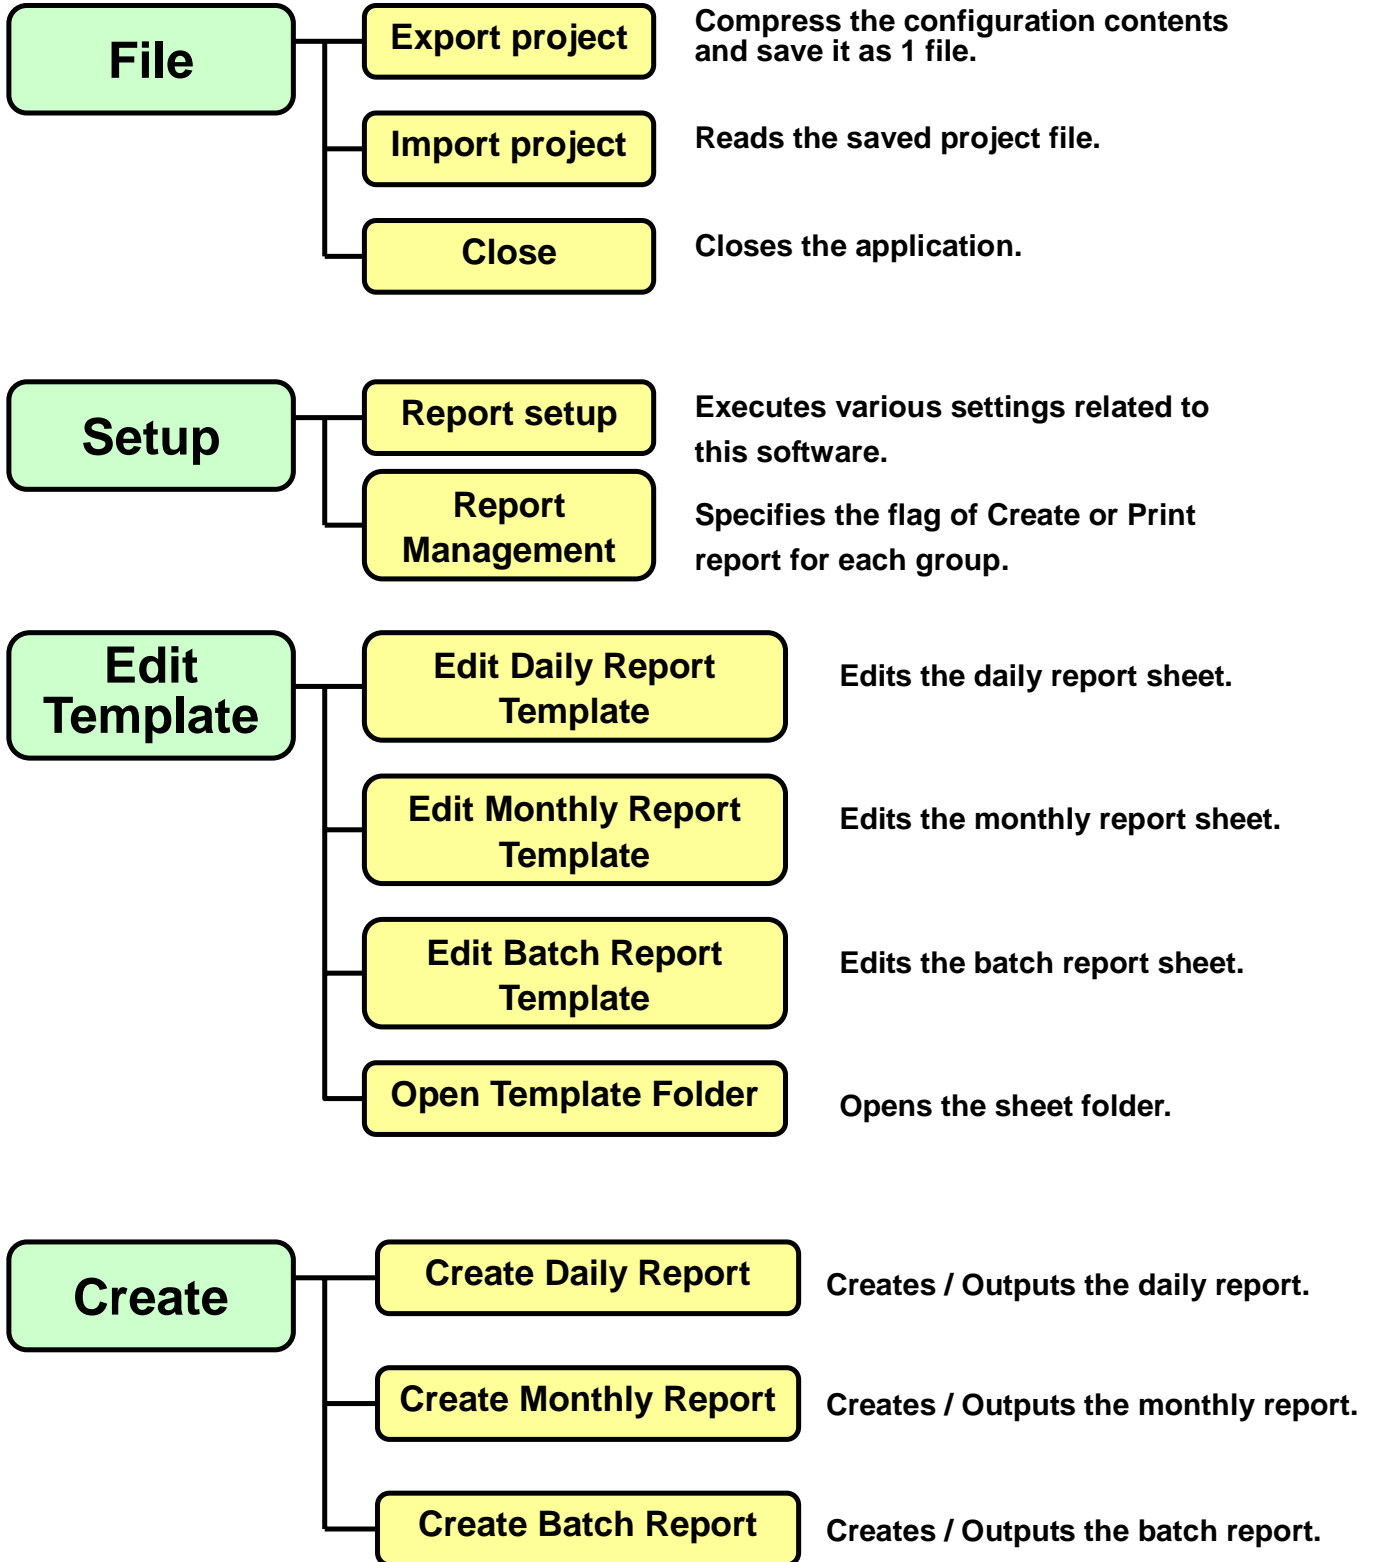 File
Export project
Compress the configuration contents
and save it as 1 file.
Import project
Reads the saved project file.
Close
Closes the application.
Setup
Report setup
Executes various settings related to
this software.
Report
Management
Specifies the flag of Create or Print
report for each group.
Edit
Template
Edit Daily Report
Template
Edits the daily report sheet.
Edit Monthly Report
Template
Edits the monthly report sheet.
Edit Batch Report
Template
Edits the batch report sheet.
Open Template Folder
Opens the sheet folder.
Create
Create Daily Report
Creates / Outputs the daily report.
Create Monthly Report
Creates / Outputs the monthly report.
Create Batch Report
Creates / Outputs the batch report.